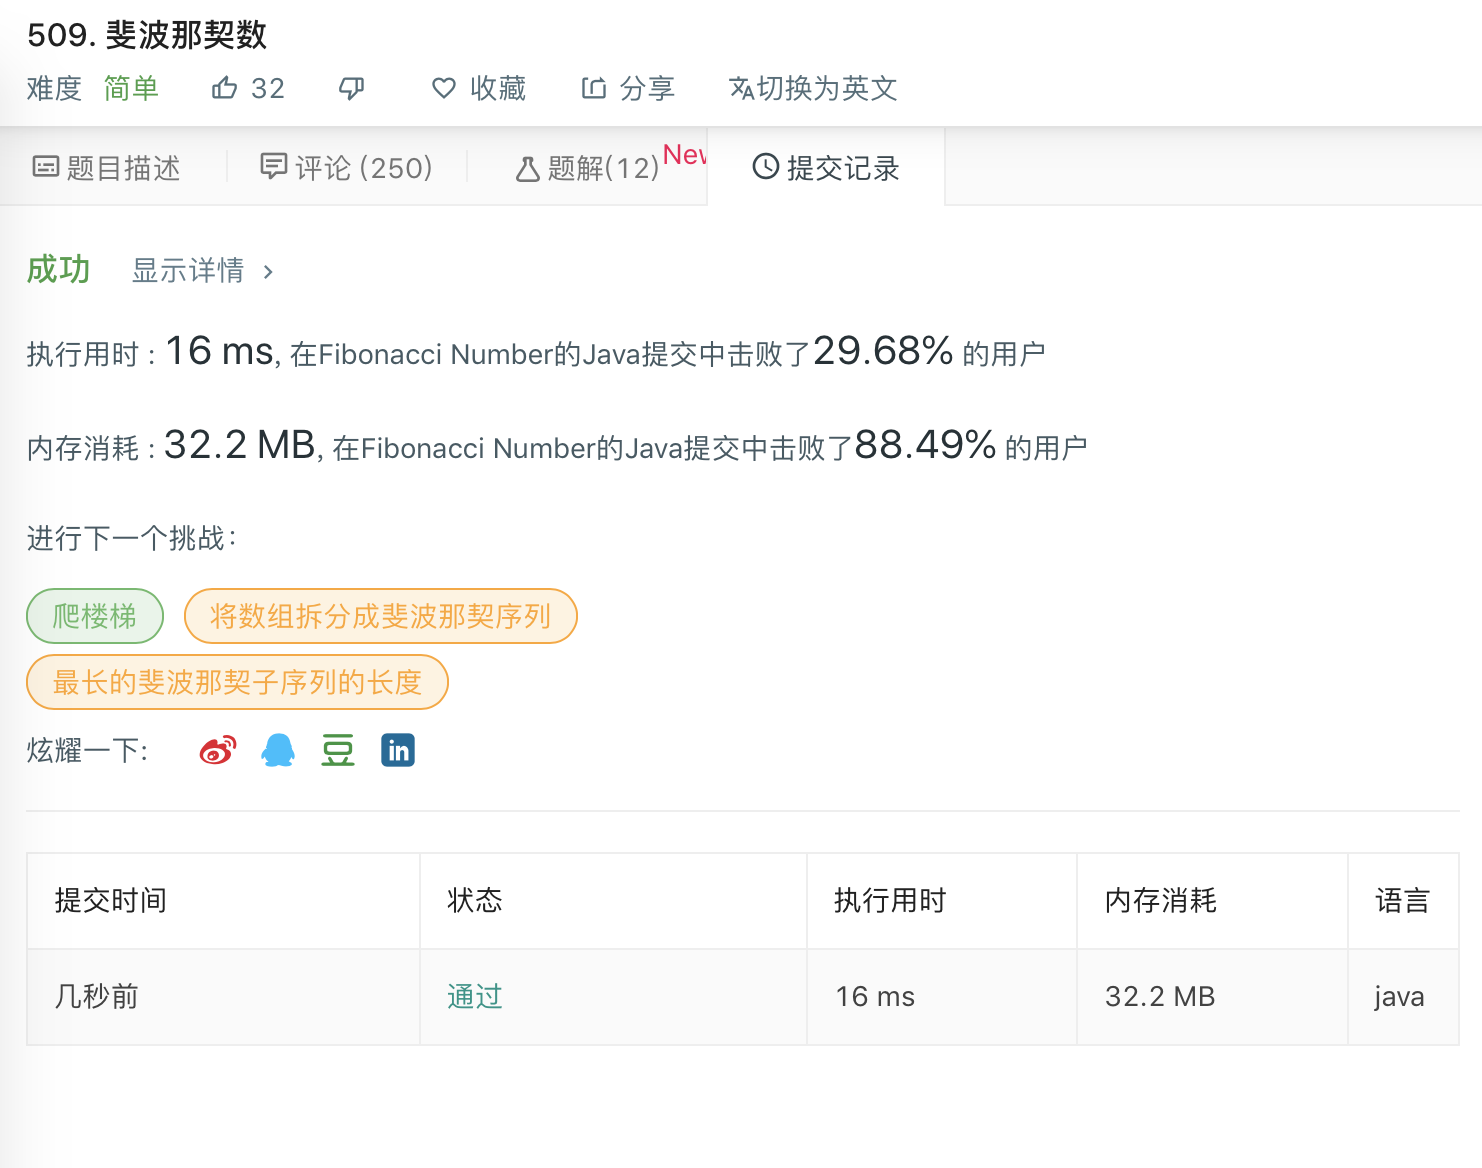 509. 斐波那契数
难度 简单 32 收藏 分享 切换为英文
题目描述 评论 (250) 题解(12) New 提交记录
成功 显示详情 >
执行用时 : 16 ms, 在Fibonacci Number的Java提交中击败了29.68% 的用户
内存消耗 : 32.2 MB, 在Fibonacci Number的Java提交中击败了88.49% 的用户
进行下一个挑战：
爬楼梯 将数组拆分成斐波那契序列
最长的斐波那契子序列的长度
炫耀一下: 豆 in
提交时间 状态 执行用时 内存消耗 语言
几秒前 通过 16 ms 32.2 MB java